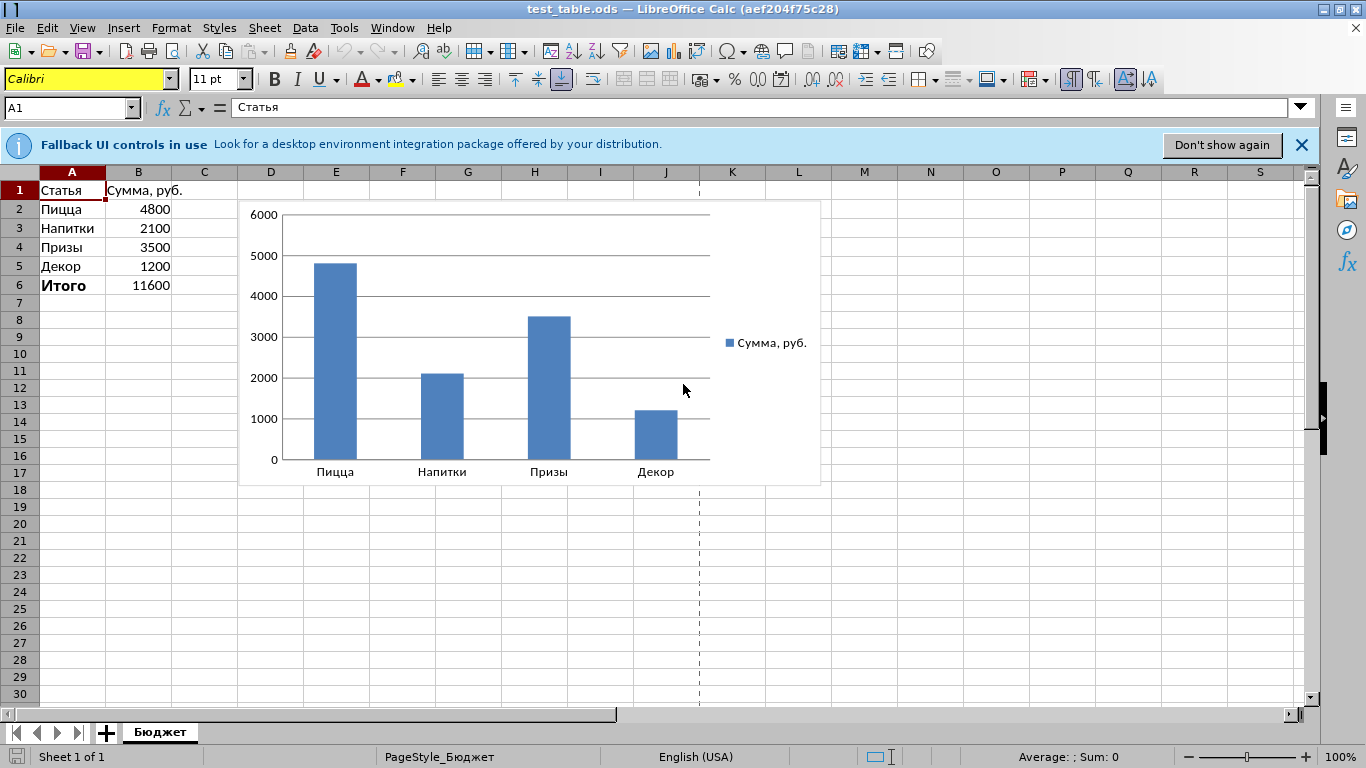 test_table.ods — LibreOffice Calc (aef204f75c28)
File Edit View Insert Format Styles Sheet Data Tools Window Help
Calibri 11 pt
A1 Статья
Fallback UI controls in use Look for a desktop environment integration package offered by your distribution. Don't show again
A B C D E F G H I J K L M N O P Q R S
1 Статья Сумма, руб.
2 Пицца 4800
3 Напитки 2100
4 Призы 3500
5 Декор 1200
6 Итого 11600
7
8
9
10
11
12
13
14
15
16
17
18
19
20
21
22
23
24
25
26
27
28
29
30
6000
5000
4000
3000
2000
1000
0
Пицца Напитки Призы Декор
Сумма, руб.
Бюджет
Sheet 1 of 1 PageStyle_Бюджет English (USA) Average: ; Sum: 0 100%